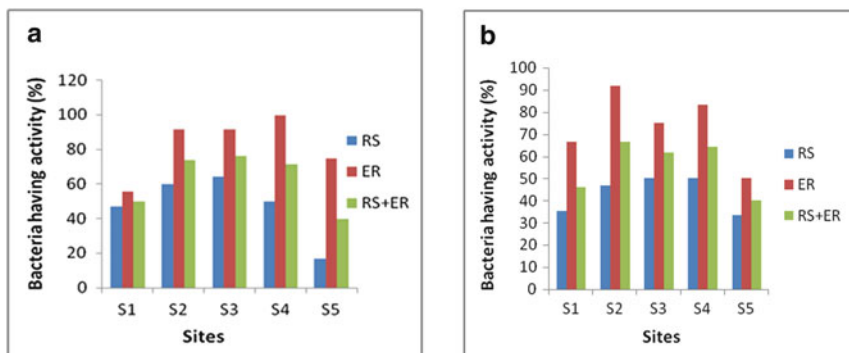 a
Bacteria having activity (%)
120
100
80
60
40
20
0
S1 S2 S3 S4 S5
Sites
RS
ER
RS+ER
b
Bacteria having activity (%)
100
90
80
70
60
50
40
30
20
10
0
S1 S2 S3 S4 S5
Sites
RS
ER
RS+ER